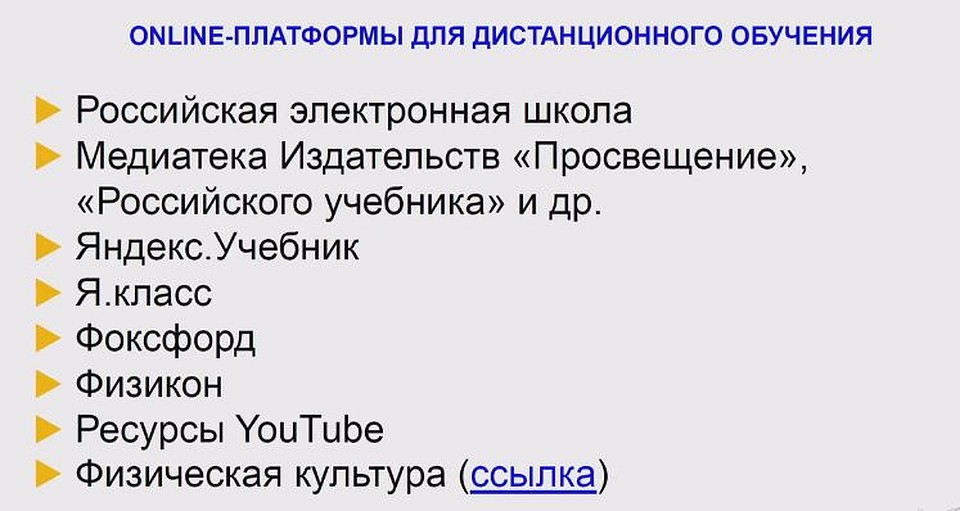 ONLINE-ПЛАТФОРМЫ ДЛЯ ДИСТАНЦИОННОГО ОБУЧЕНИЯ
Российская электронная школа
Медиатека Издательств «Просвещение»,
«Российского учебника» и др.
Яндекс.Учебник
Я.класс
Фоксфорд
Физикон
Ресурсы YouTube
Физическая культура (ссылка)